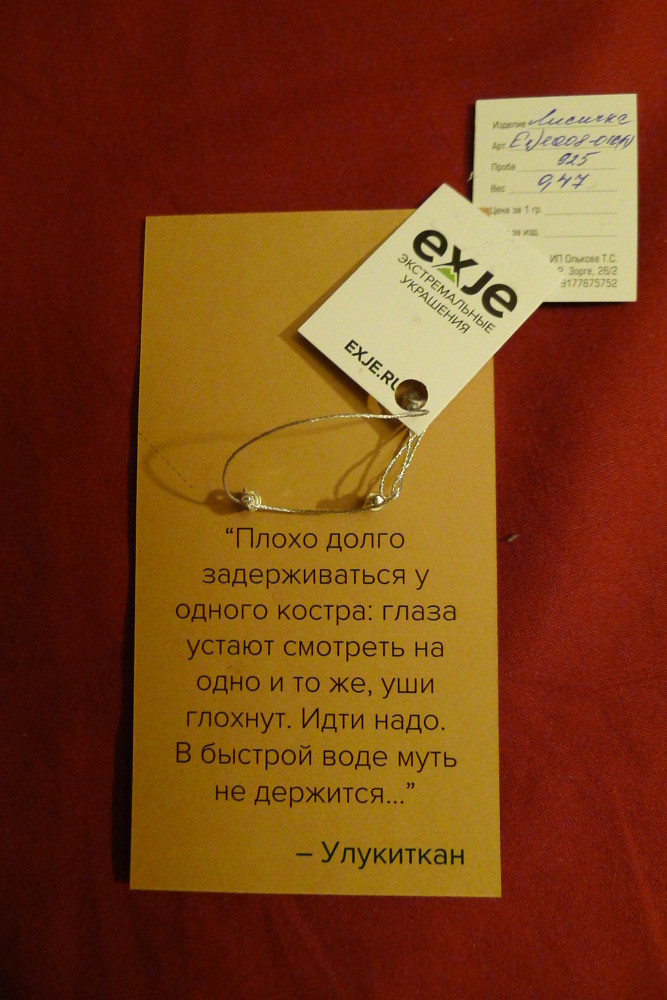 Изделие Лисичка
Арт.
Проба 925
Вес 0,47
Цена за 1 гр.
за изд.
ИП Олькова Т.С.
Р. Зорге, 26/2
9177675752
exje
ЭКСТРЕМАЛЬНЫЕ
УКРАШЕНИЯ
EXJE.RU
“Плохо долго
задерживаться у
одного костра: глаза
устают смотреть на
одно и то же, уши
глохнут. Идти надо.
В быстрой воде муть
не держится...”
– Улукиткан